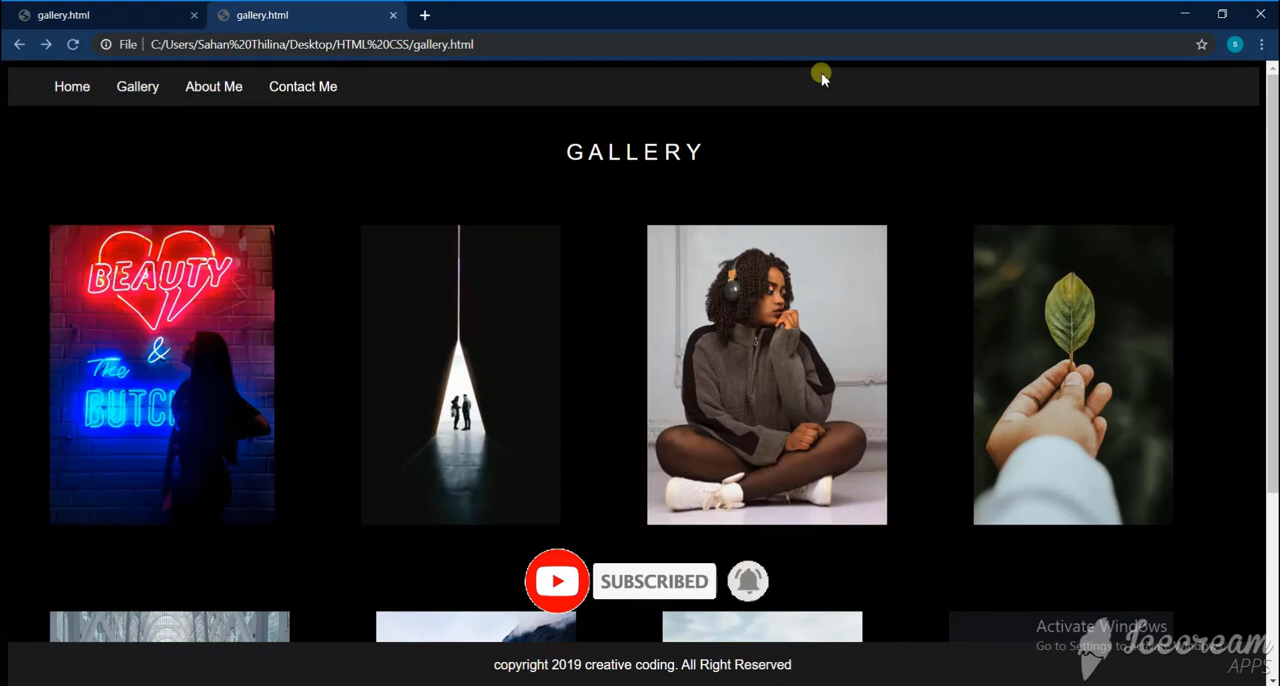 gallery.html
gallery.html
File
C:/Users/Sahan%20Thilina/Desktop/HTML%20CSS/gallery.html
S
Home
Gallery
About Me
Contact Me
GALLERY
BEAUTY
&
The
BUTC
SUBSCRIBED
Activate Windows
Go to Settings to Activate Windows.
Icecream
APPS
copyright 2019 creative coding. All Right Reserved